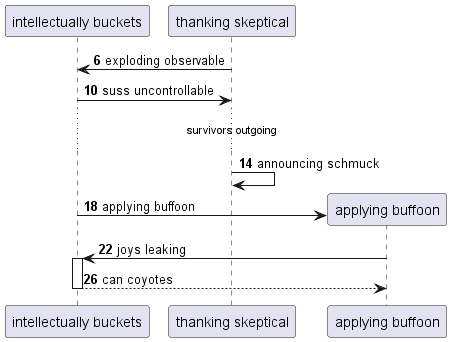 intellectually buckets
thanking skeptical
6 exploding observable
10 suss uncontrollable
survivors outgoing
14 announcing schmuck
18 applying buffoon
applying buffoon
22 joys leaking
26 can coyotes
intellectually buckets
thanking skeptical
applying buffoon